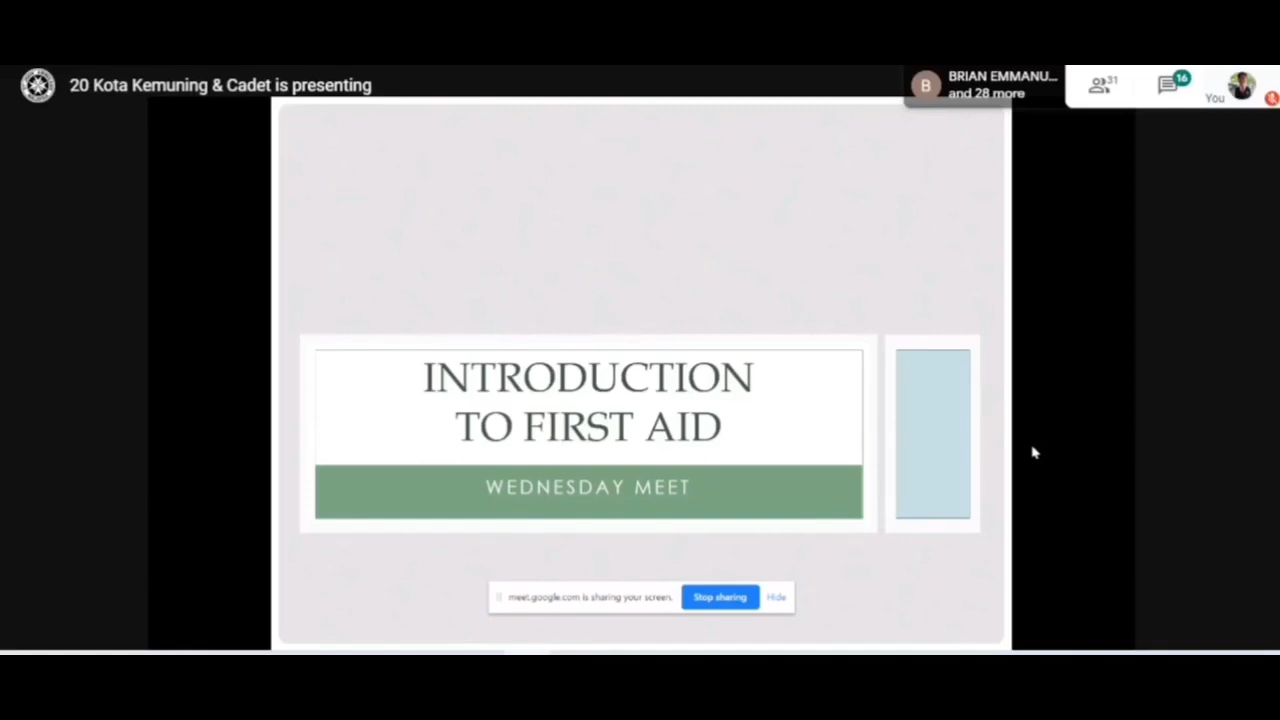 20 Kota Kemuning & Cadet is presenting
BRIAN EMMANU...
and 28 more
B
31
16
You
INTRODUCTION
TO FIRST AID
WEDNESDAY MEET
meet.google.com is sharing your screen.
Stop sharing
Hide